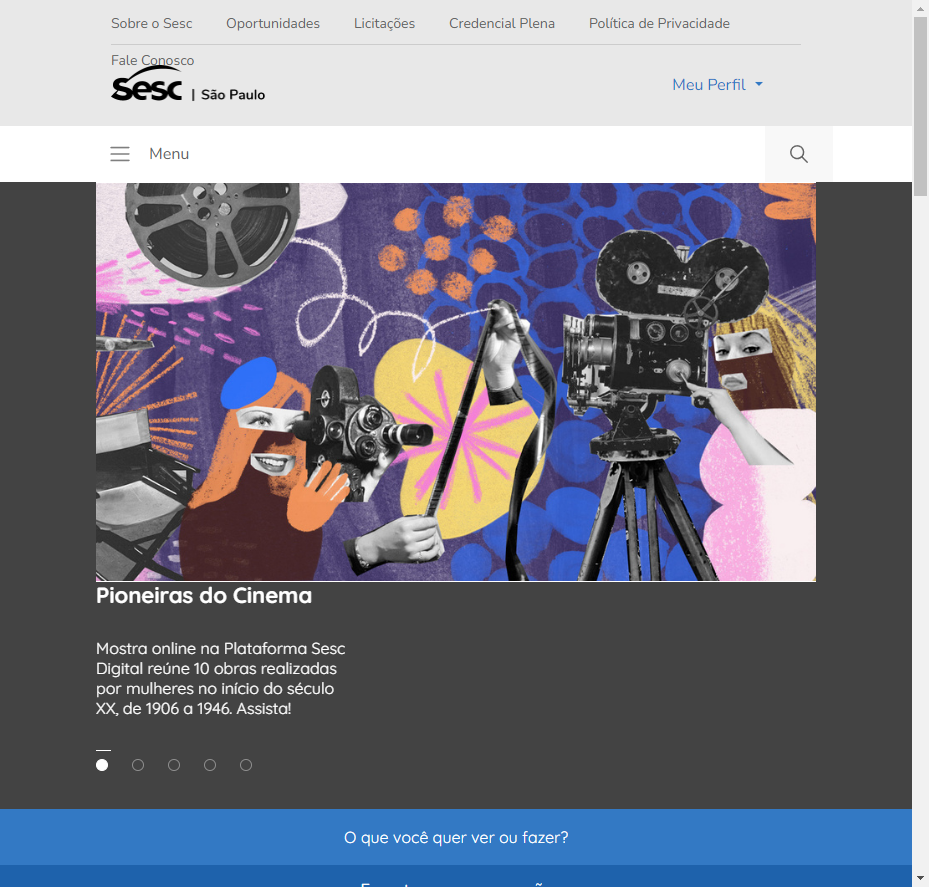 Sobre o Sesc Oportunidades Licitações Credencial Plena Política de Privacidade
Fale Conosco
Sesc | São Paulo
Meu Perfil
Menu
Pioneiras do Cinema
Mostra online na Plataforma Sesc
Digital reúne 10 obras realizadas
por mulheres no início do século
XX, de 1906 a 1946. Assista!
O que você quer ver ou fazer?